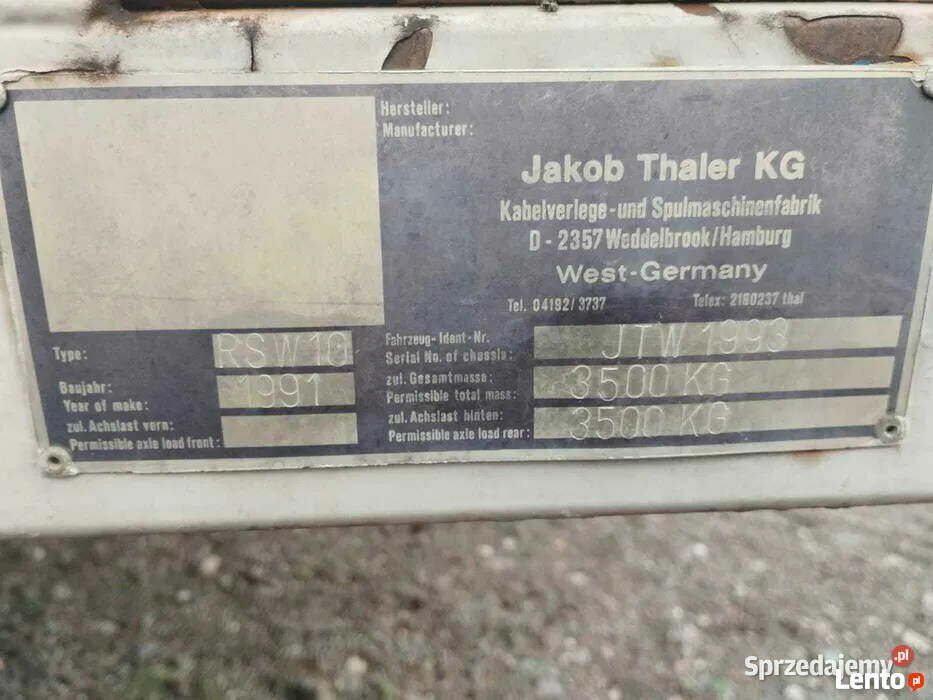 Hersteller:
Manufacturer:
Jakob Thaler KG
Kabelverlege-und Spulmaschinenfabrik
D-2357 Weddelbrook/Hamburg
West-Germany
Tel. 04192/3737 Telex: 2180237 thal
Type: RSW10
Baujahr: 1991
Year of make:
zul. Achslast vorn:
Permissible axle load front:
Fahrzeug-Ident-Nr.
Serial No. of chassis: JTW 1993
zul. Gesamtmasse: 3500 KG
Permissible total mass:
zul. Achslast hinten: 3500 KG
Permissible axle load rear:
Sprzedajemy.pl
Lento.pl